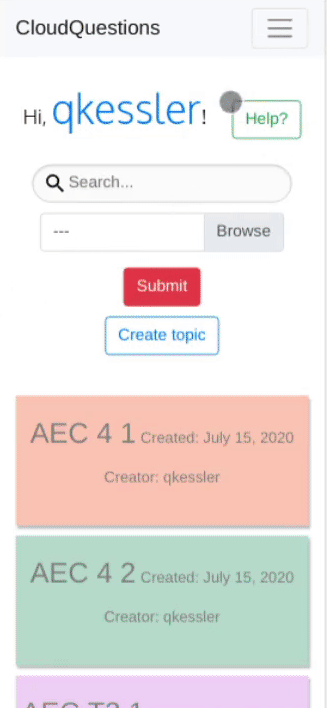 CloudQuestions
Hi, qkessler!
Help?
Search...
---
Browse
Submit
Create topic
AEC 4 1 Created: July 15, 2020
Creator: qkessler
AEC 4 2 Created: July 15, 2020
Creator: qkessler